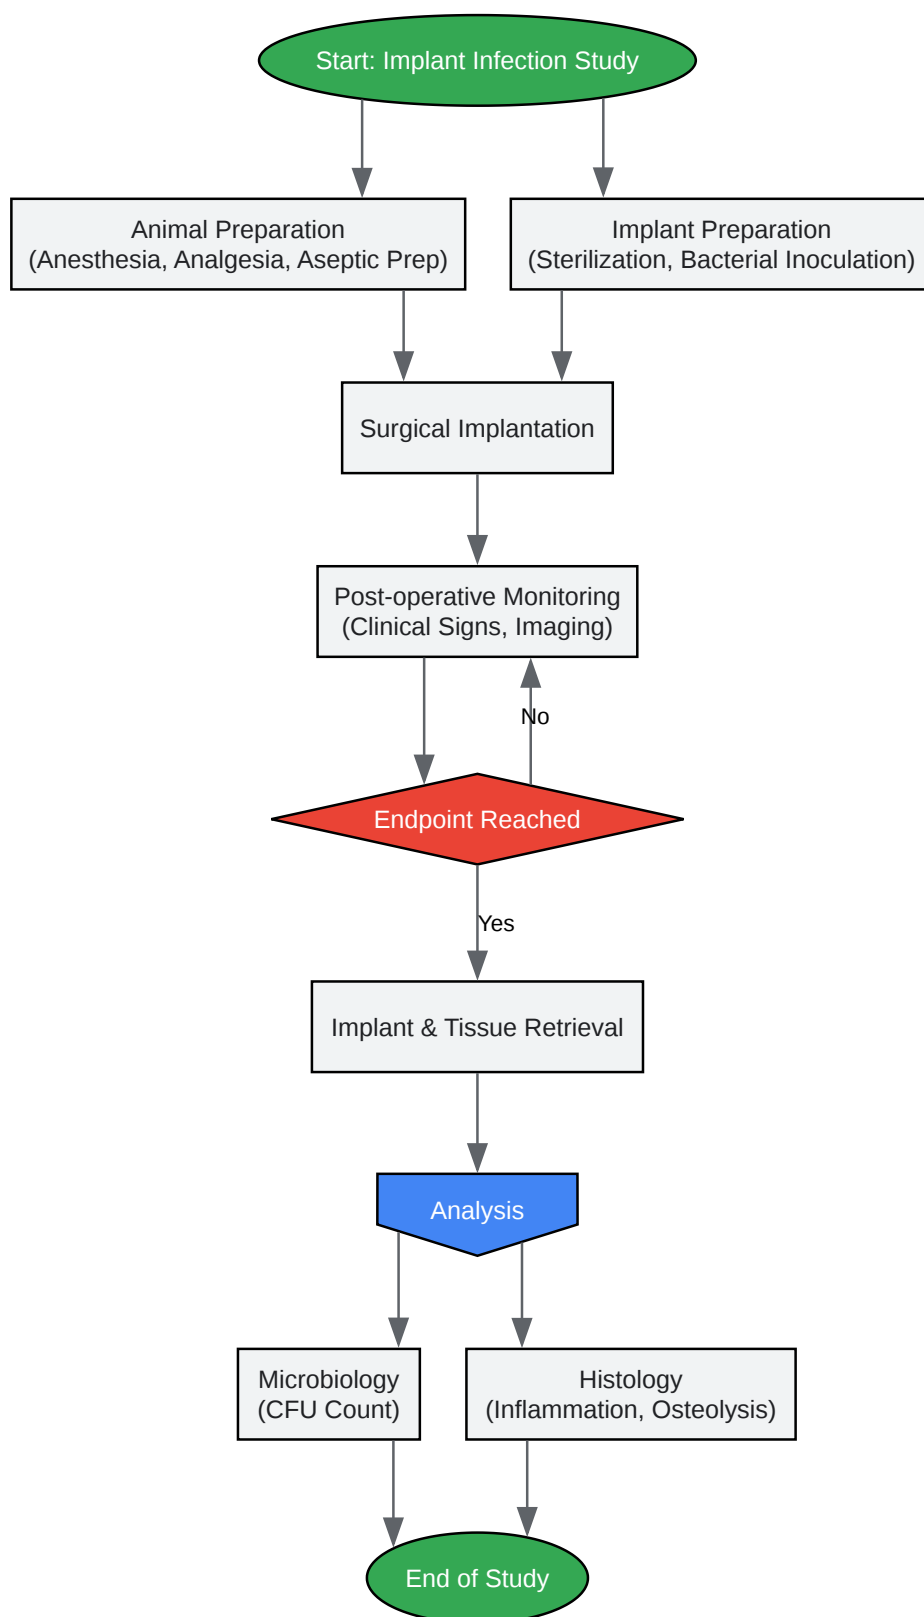 Start: Implant Infection Study
Animal Preparation
(Anesthesia, Analgesia, Aseptic Prep)
Implant Preparation
(Sterilization, Bacterial Inoculation)
Surgical Implantation
Post-operative Monitoring
(Clinical Signs, Imaging)
No
Endpoint Reached
Yes
Implant & Tissue Retrieval
Analysis
Microbiology
(CFU Count)
Histology
(Inflammation, Osteolysis)
End of Study